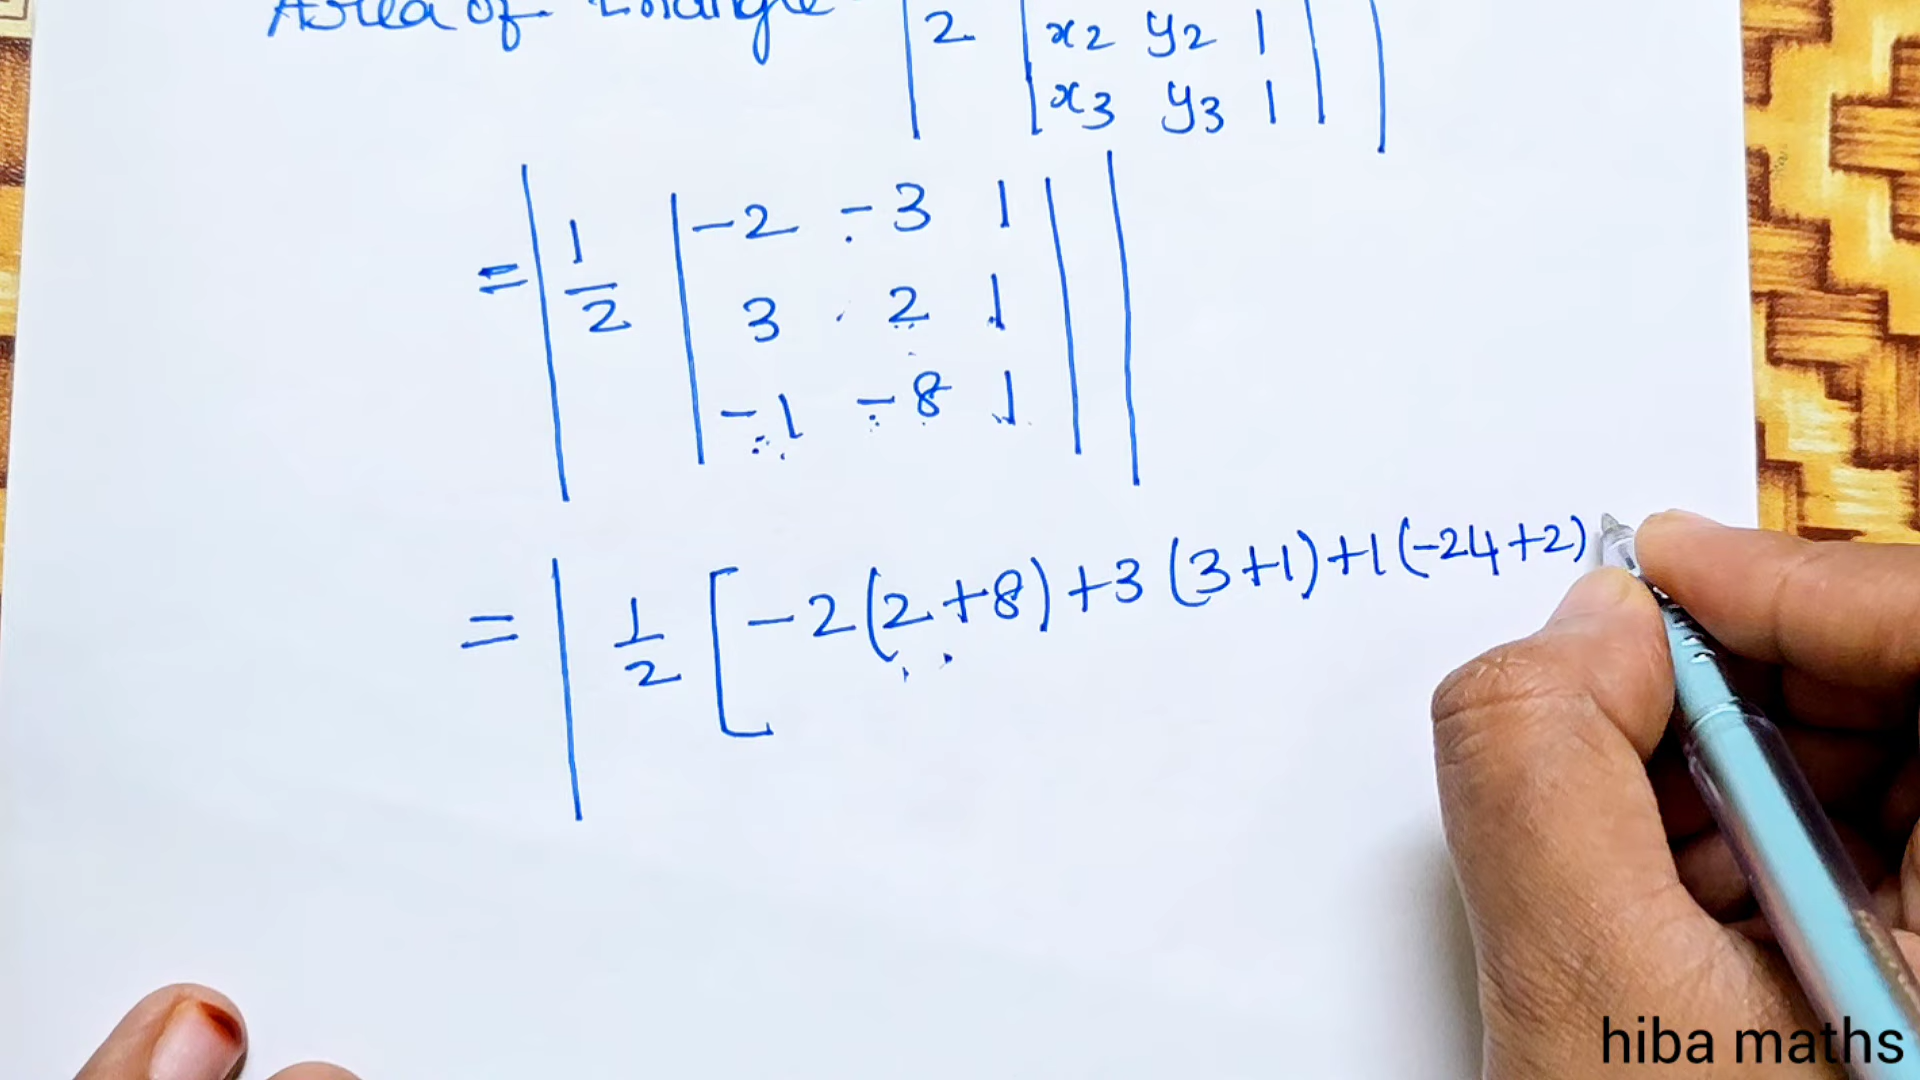 Area of Triangle 2 | x2 y2 1 |
| x3 y3 1 |
= | 1/2 | -2 -3 1 |
| 3 2 1 |
| -1 -8 1 | |
= | 1/2 [ -2(2+8)+3(3+1)+1(-24+2)
hiba maths